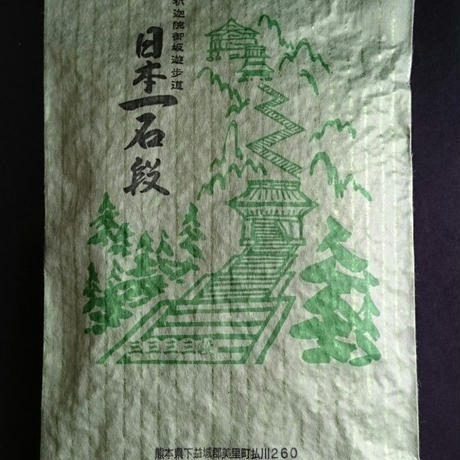 釈迦院御坂遊歩道
日本一石段
三三三三段
熊本県下益城郡美里町払川260